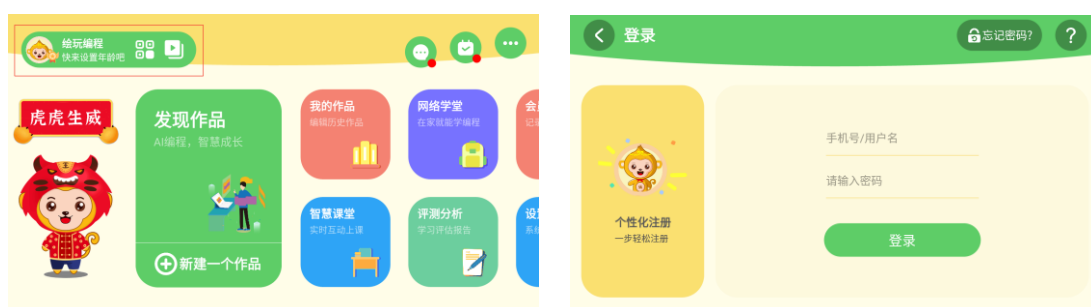 绘玩编程
快来设置年龄吧
虎虎生威
发现作品
AI编程，智慧成长
新建一个作品
我的作品
编辑历史作品
网络学堂
在家就能学编程
智慧课堂
实时互动上课
评测分析
学习评估报告
登录
忘记密码?
?
个性化注册
一步轻松注册
手机号/用户名
请输入密码
登录